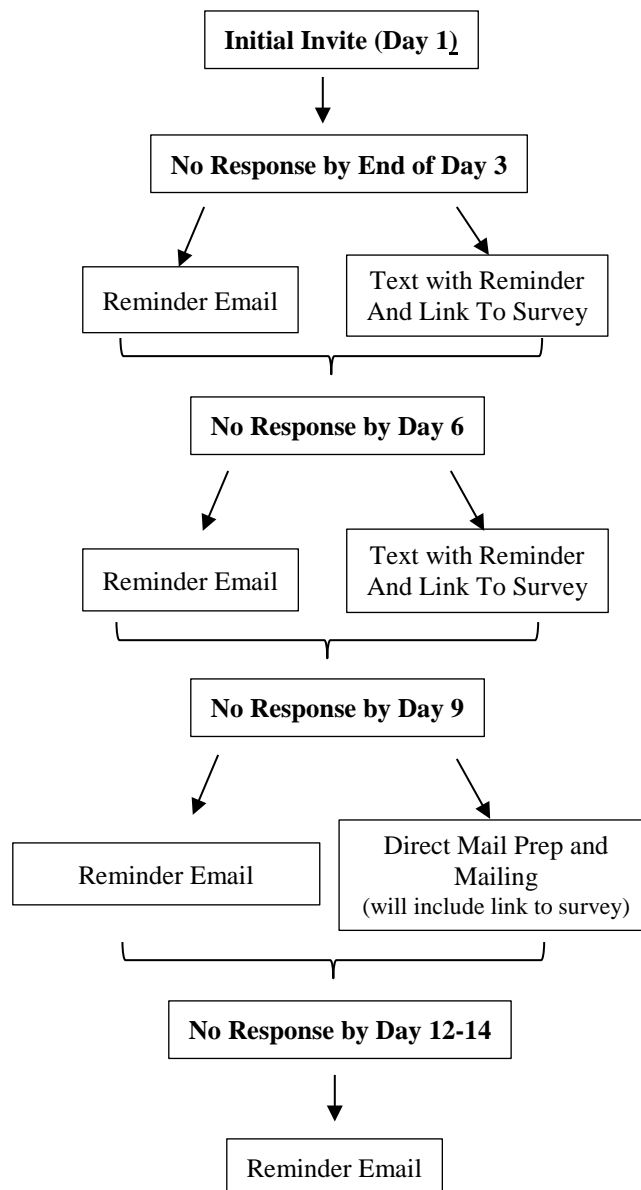 Initial Invite (Day 1)
No Response by End of Day 3
Reminder Email
Text with Reminder
And Link To Survey
No Response by Day 6
Reminder Email
Text with Reminder
And Link To Survey
No Response by Day 9
Reminder Email
Direct Mail Prep and
Mailing
(will include link to survey)
No Response by Day 12-14
Reminder Email